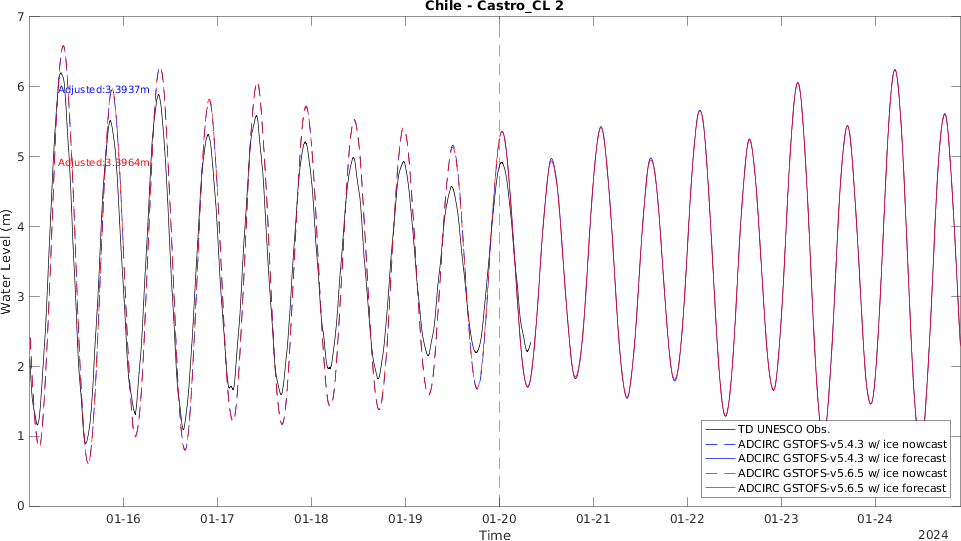 Chile - Castro_CL 2
7
6
5
4
3
2
1
0
Water Level (m)
Adjusted:3.3937m
Adjusted:3.3964m
01-16
01-17
01-18
01-19
01-20
01-21
01-22
01-23
01-24
Time
2024
TD UNESCO Obs.
ADCIRC GSTOFS-v5.4.3 w/ ice nowcast
ADCIRC GSTOFS-v5.4.3 w/ ice forecast
ADCIRC GSTOFS-v5.6.5 w/ ice nowcast
ADCIRC GSTOFS-v5.6.5 w/ ice forecast